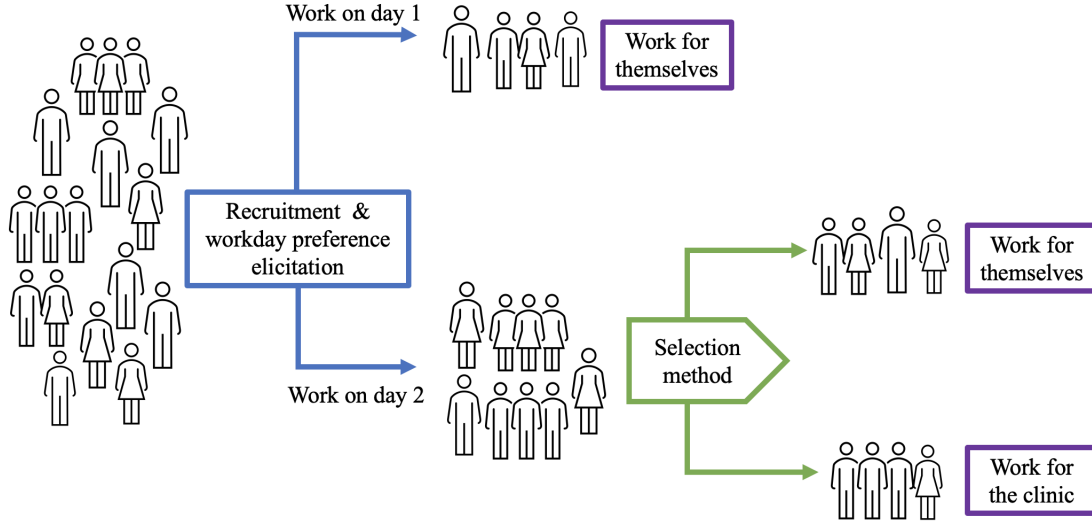 Work on day 1
Work for
themselves
Recruitment & 
workday preference
elicitation
Work for
themselves
Selection
method
Work on day 2
Work for
the clinic